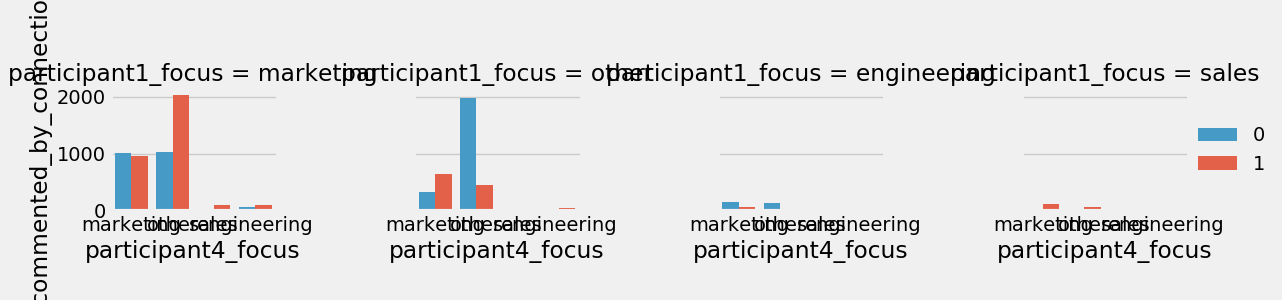 commented_by_connectio
participant1_focus = marketing
participant1_focus = other
participant1_focus = engineering
participant1_focus = sales
2000
1000
0
marketing other sales engineering
marketing other sales engineering
marketing other sales engineering
marketing other sales engineering
participant4_focus
participant4_focus
participant4_focus
participant4_focus
0
1